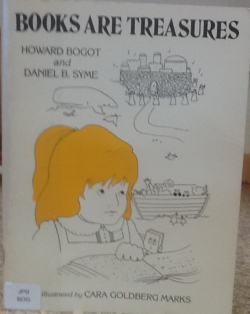 BOOKS ARE TREASURES
HOWARD BOGOT
and
DANIEL B. SYME
Illustrated by CARA GOLDBERG MARKS